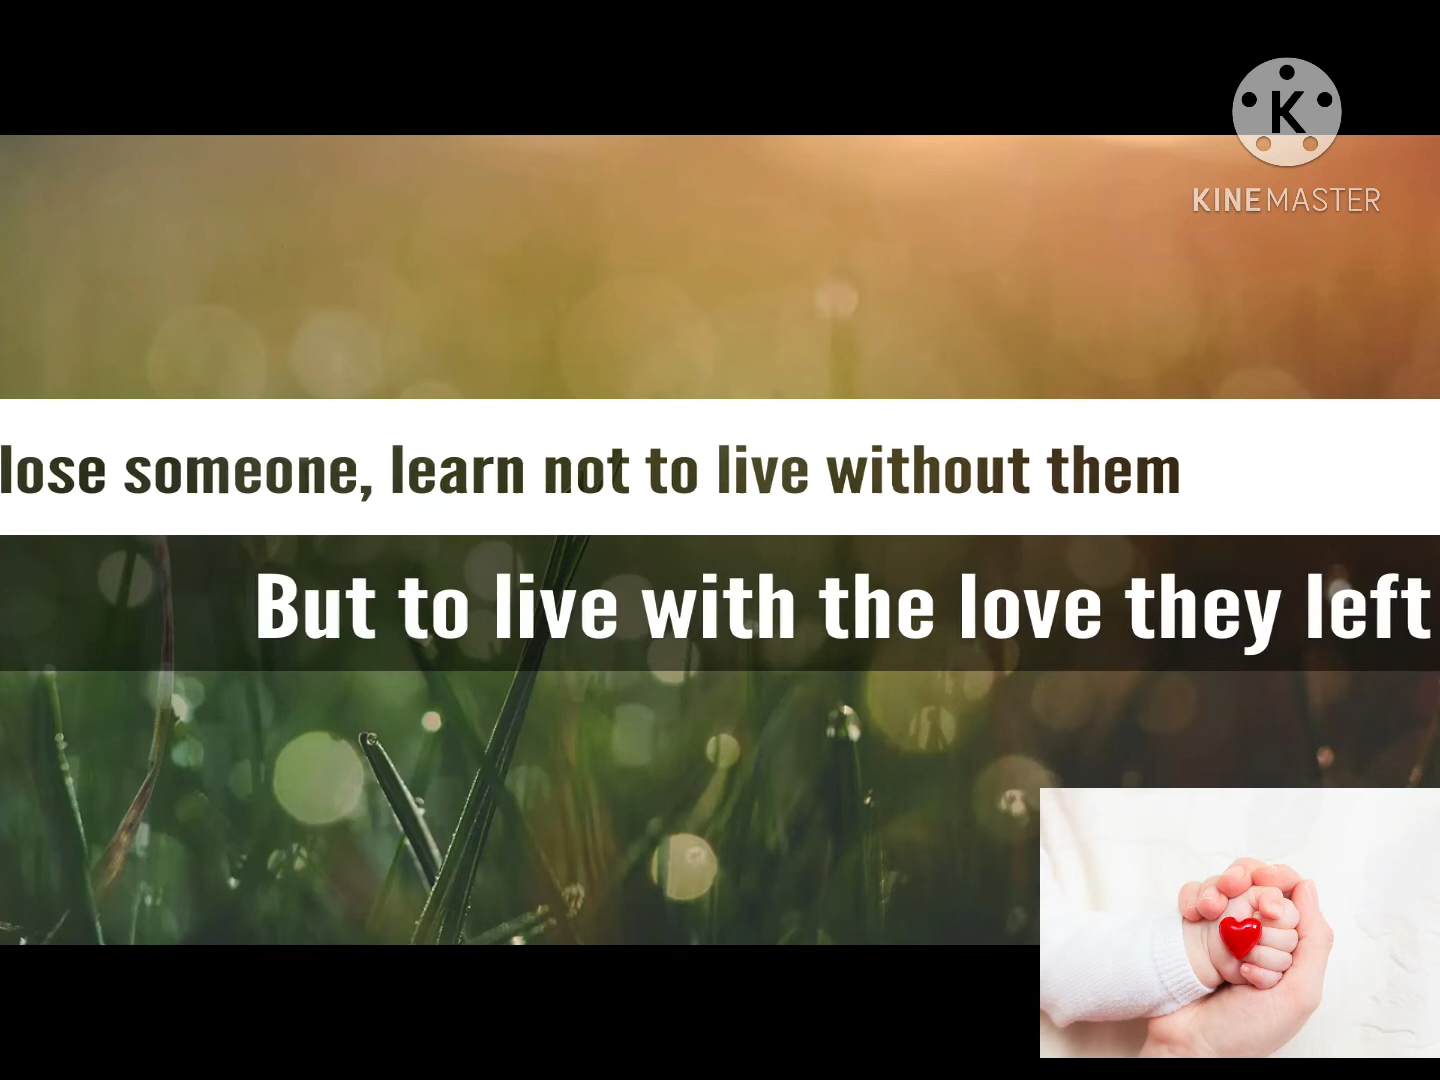 K
KINEMASTER
lose someone, learn not to live without them
But to live with the love they left